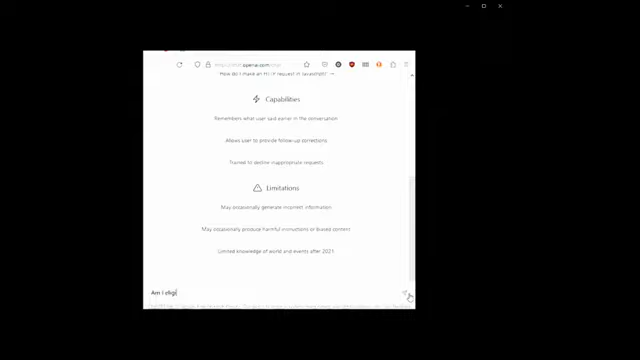 "How do I make an HTTP request in Javascript?" →
Capabilities
Remembers what user said earlier in the conversation
Allows user to provide follow-up corrections
Trained to decline inappropriate requests
Limitations
May occasionally generate incorrect information
May occasionally produce harmful instructions or biased content
Limited knowledge of world and events after 2021
Am I eligi